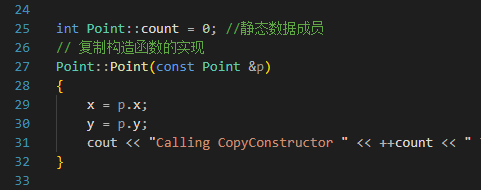 24
25 int Point::count = 0; //静态数据成员
26 // 复制构造函数的实现
27 Point::Point(const Point &p)
28 {
29     x = p.x;
30     y = p.y;
31     cout << "Calling CopyConstructor " << ++count << "
32 }
33